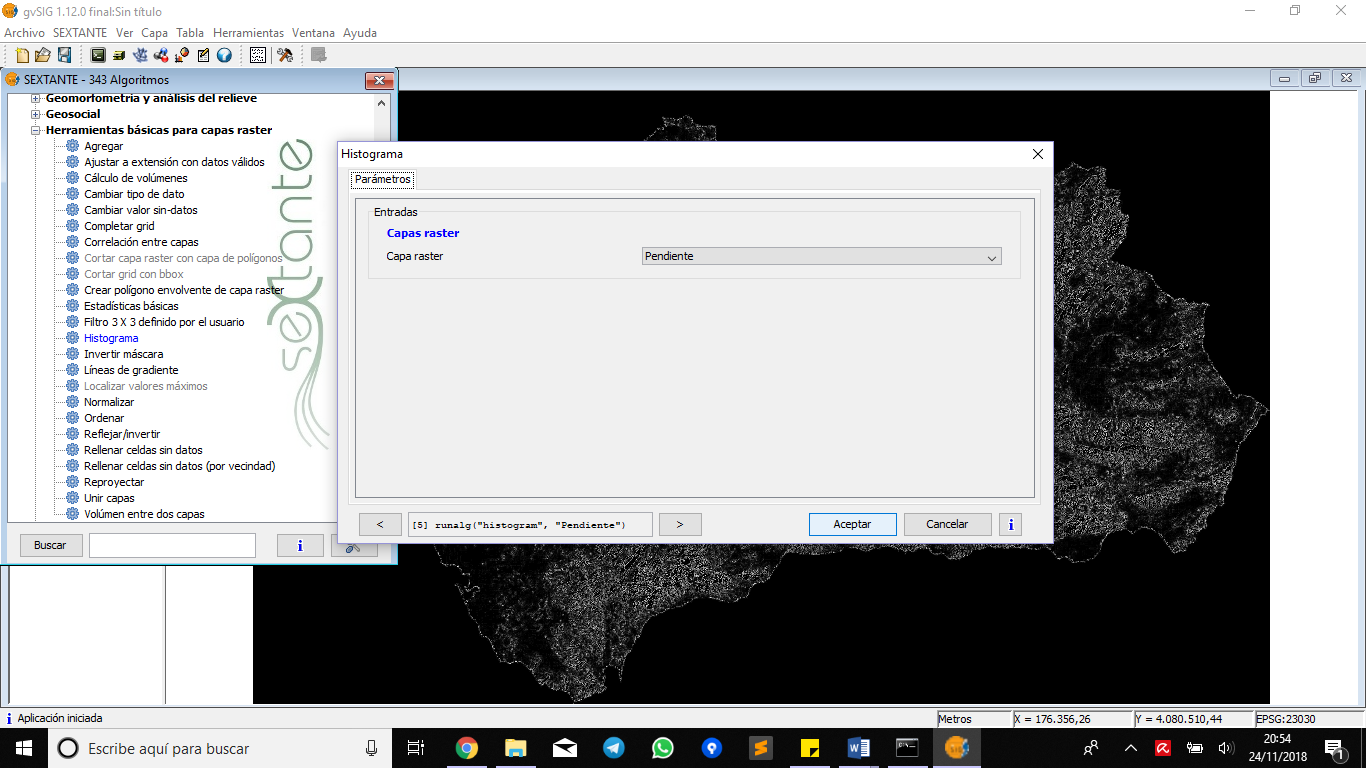 gvSIG 1.12.0 final:Sin título
Archivo SEXTANTE Ver Capa Tabla Herramientas Ventana Ayuda
SEXTANTE - 343 Algoritmos
Geomorfometría y análisis del relieve
Geosocial
Herramientas básicas para capas raster
Agregar
Ajustar a extensión con datos válidos
Cálculo de volúmenes
Cambiar tipo de dato
Cambiar valor sin-datos
Completar grid
Correlación entre capas
Cortar capa raster con capa de polígonos
Cortar grid con bbox
Crear polígono envolvente de capa raster
Estadísticas básicas
Filtro 3 X 3 definido por el usuario
Histograma
Invertir máscara
Líneas de gradiente
Localizar valores máximos
Normalizar
Ordenar
Reflejar/invertir
Rellenar celdas sin datos
Rellenar celdas sin datos (por vecindad)
Reproyectar
Unir capas
Volúmen entre dos capas
sextante
Buscar
i
Histograma
Parámetros
Entradas
Capas raster
Capa raster Pendiente
< [5] runalg("histogram", "Pendiente") > Aceptar Cancelar i
i Aplicación iniciada Metros X = 176.356,26 Y = 4.080.510,44 EPSG:23030
Escribe aquí para buscar
20:54
24/11/2018
1